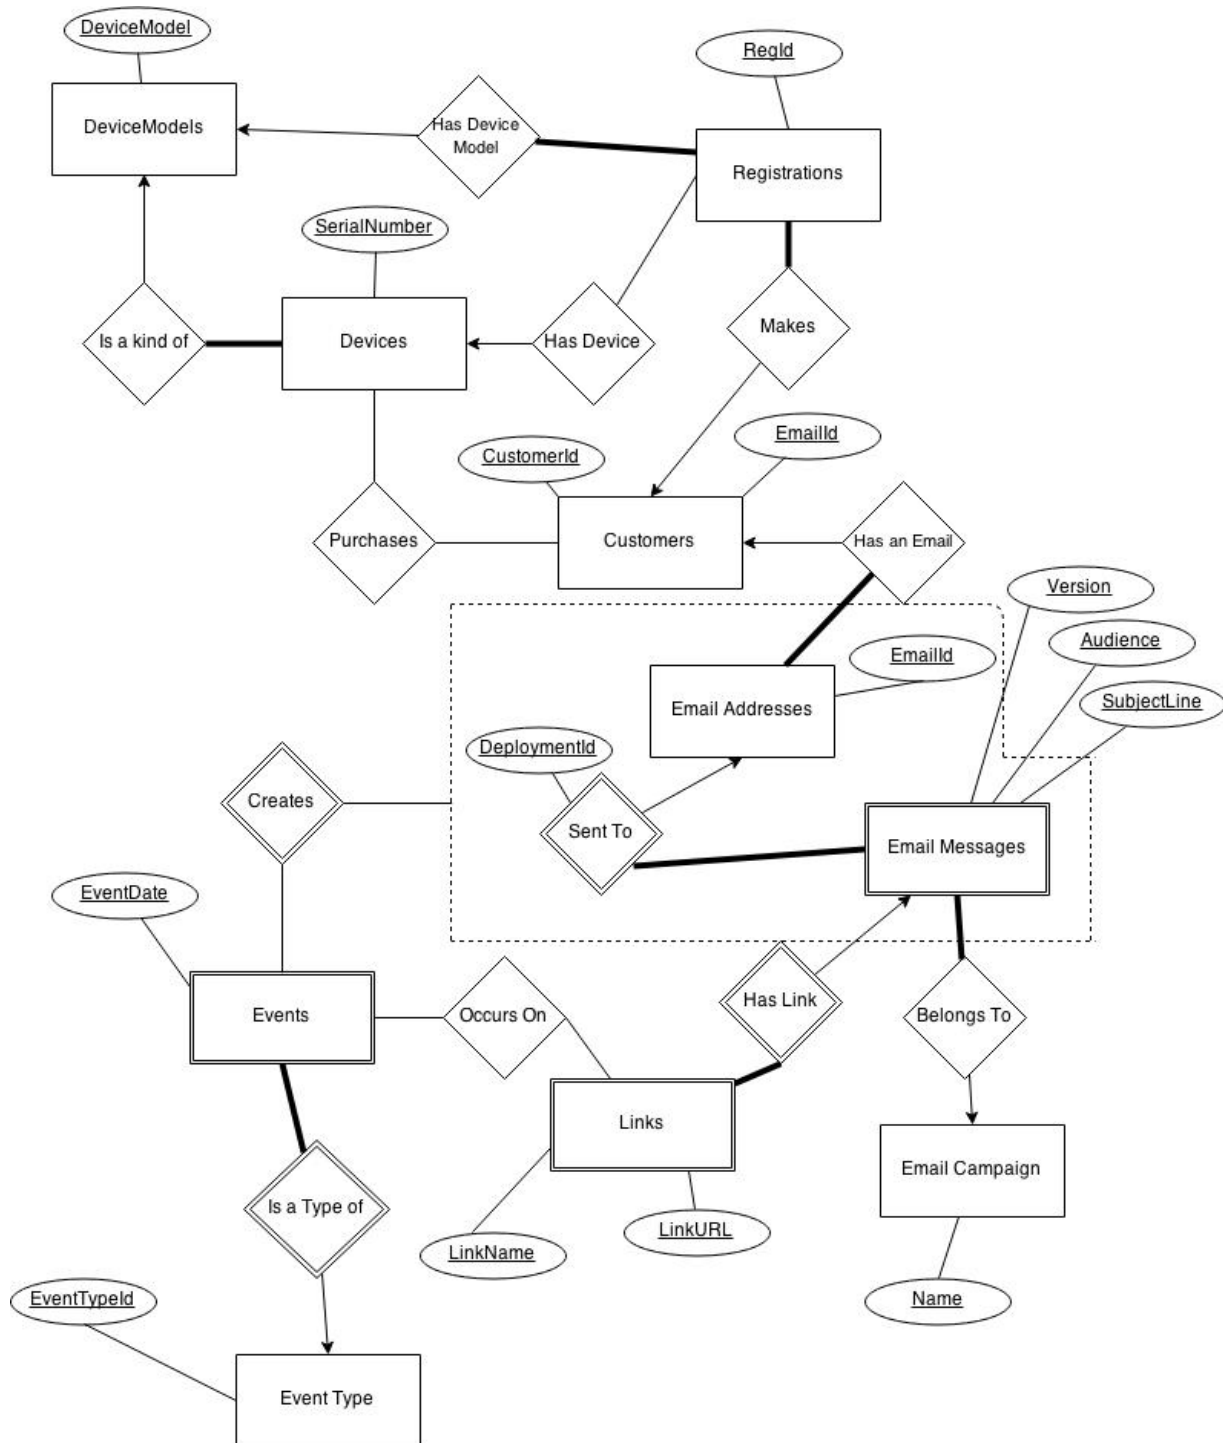 DeviceModel
RegId
DeviceModels
Has Device
Model
Registrations
SerialNumber
Is a kind of
Devices
Has Device
Makes
CustomerId
EmailId
Purchases
Customers
Has an Email
Version
Audience
EmailId
SubjectLine
Email Addresses
DeploymentId
Creates
Sent To
Email Messages
EventDate
Has Link
Events
Occurs On
Belongs To
Links
Email Campaign
Is a Type of
LinkURL
LinkName
EventTypeId
Name
Event Type